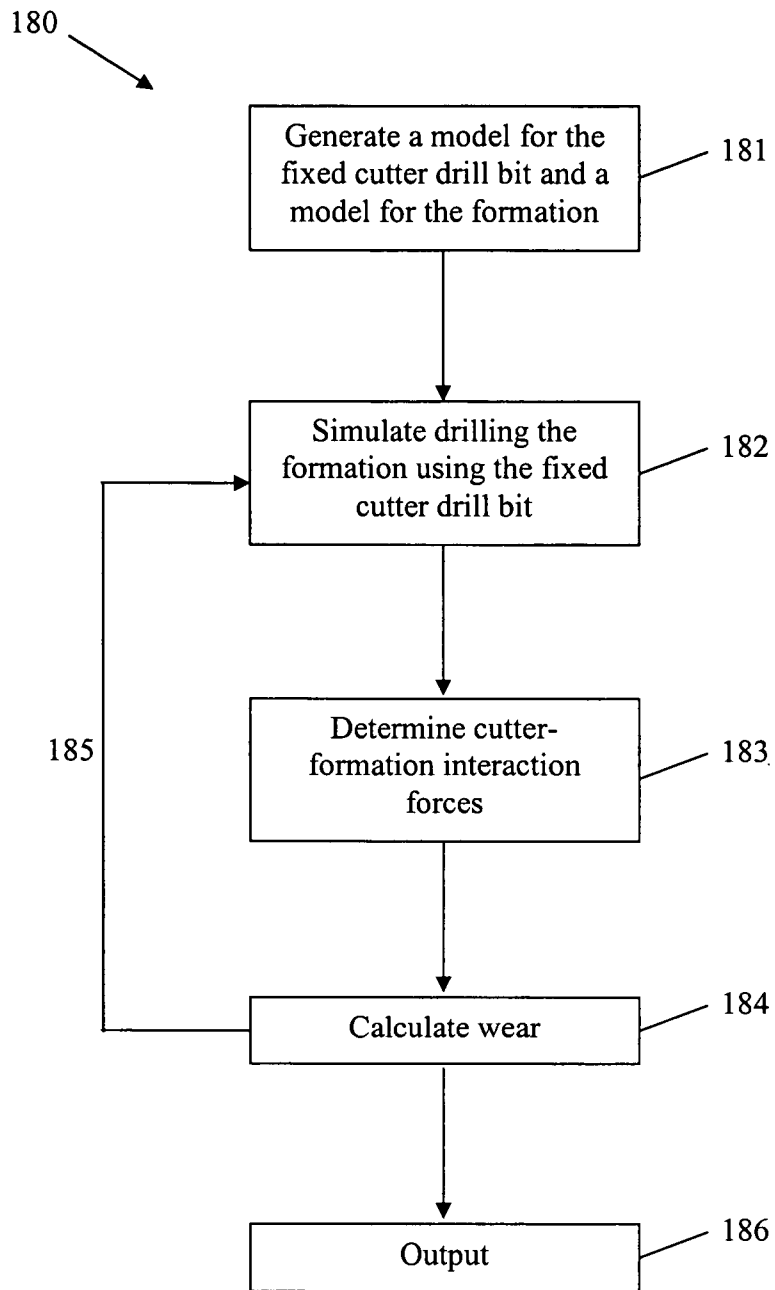 180
Generate a model for the
fixed cutter drill bit and a
model for the formation
181
Simulate drilling the
formation using the fixed
cutter drill bit
182
Determine cutter-
formation interaction
forces
183
185
Calculate wear
184
Output
186